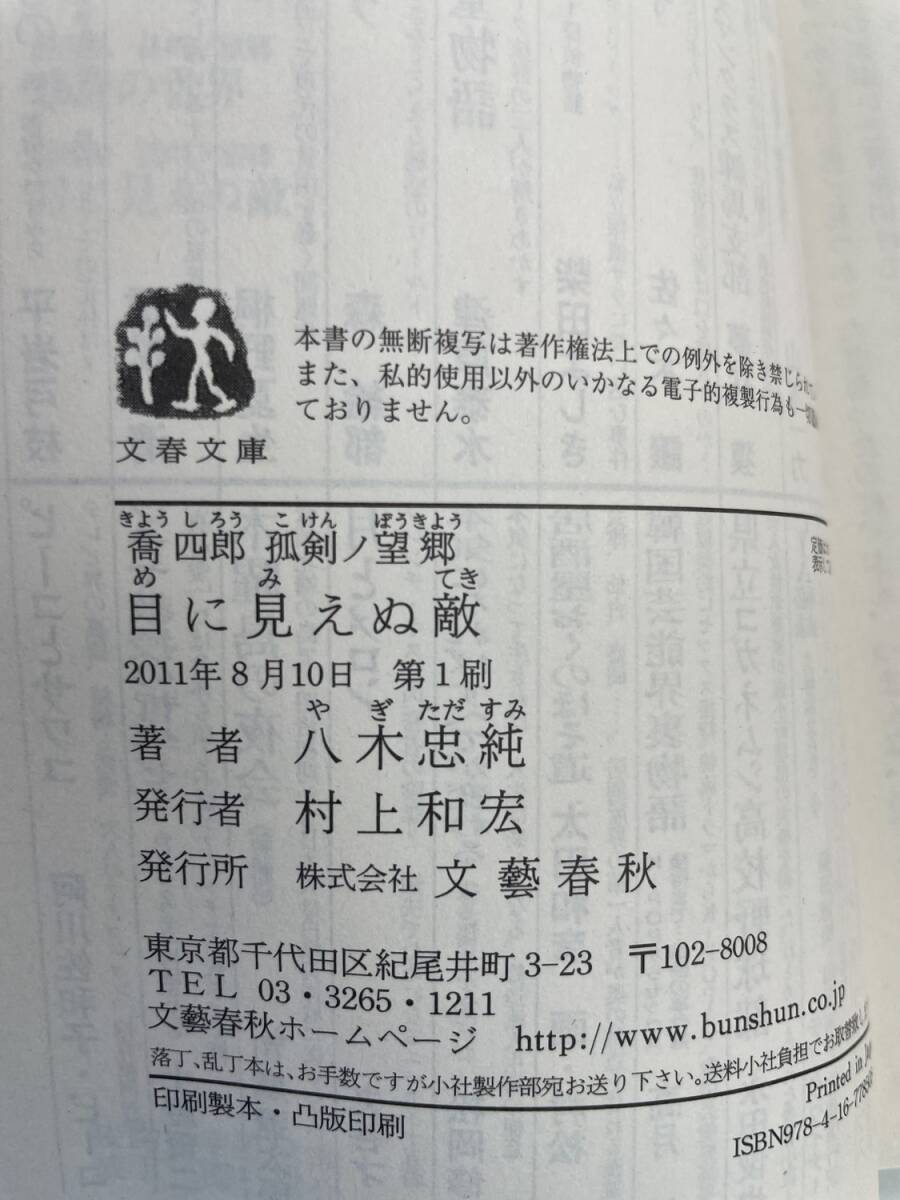 本書の無断複写は著作権法上での例外を除き禁じられ
また、私的使用以外のいかなる電子的複製行為も一切
ておりません。
文春文庫
きょうしろう こけん ぼうきょう
喬四郎 孤剣ノ望郷
め み てき
目に見えぬ敵
2011年8月10日 第1刷
や ぎ ただ すみ
著者 八木忠純
発行者 村上和宏
発行所 株式会社 文藝春秋
東京都千代田区紀尾井町 3-23 〒102-8008
TEL 03・3265・1211
文藝春秋ホームページ http://www.bunshun.co.jp
落丁、乱丁本は、お手数ですが小社製作部宛お送り下さい。送料小社負担でお取替致し
印刷製本・凸版印刷
Printed in
ISBN978-4-16-778